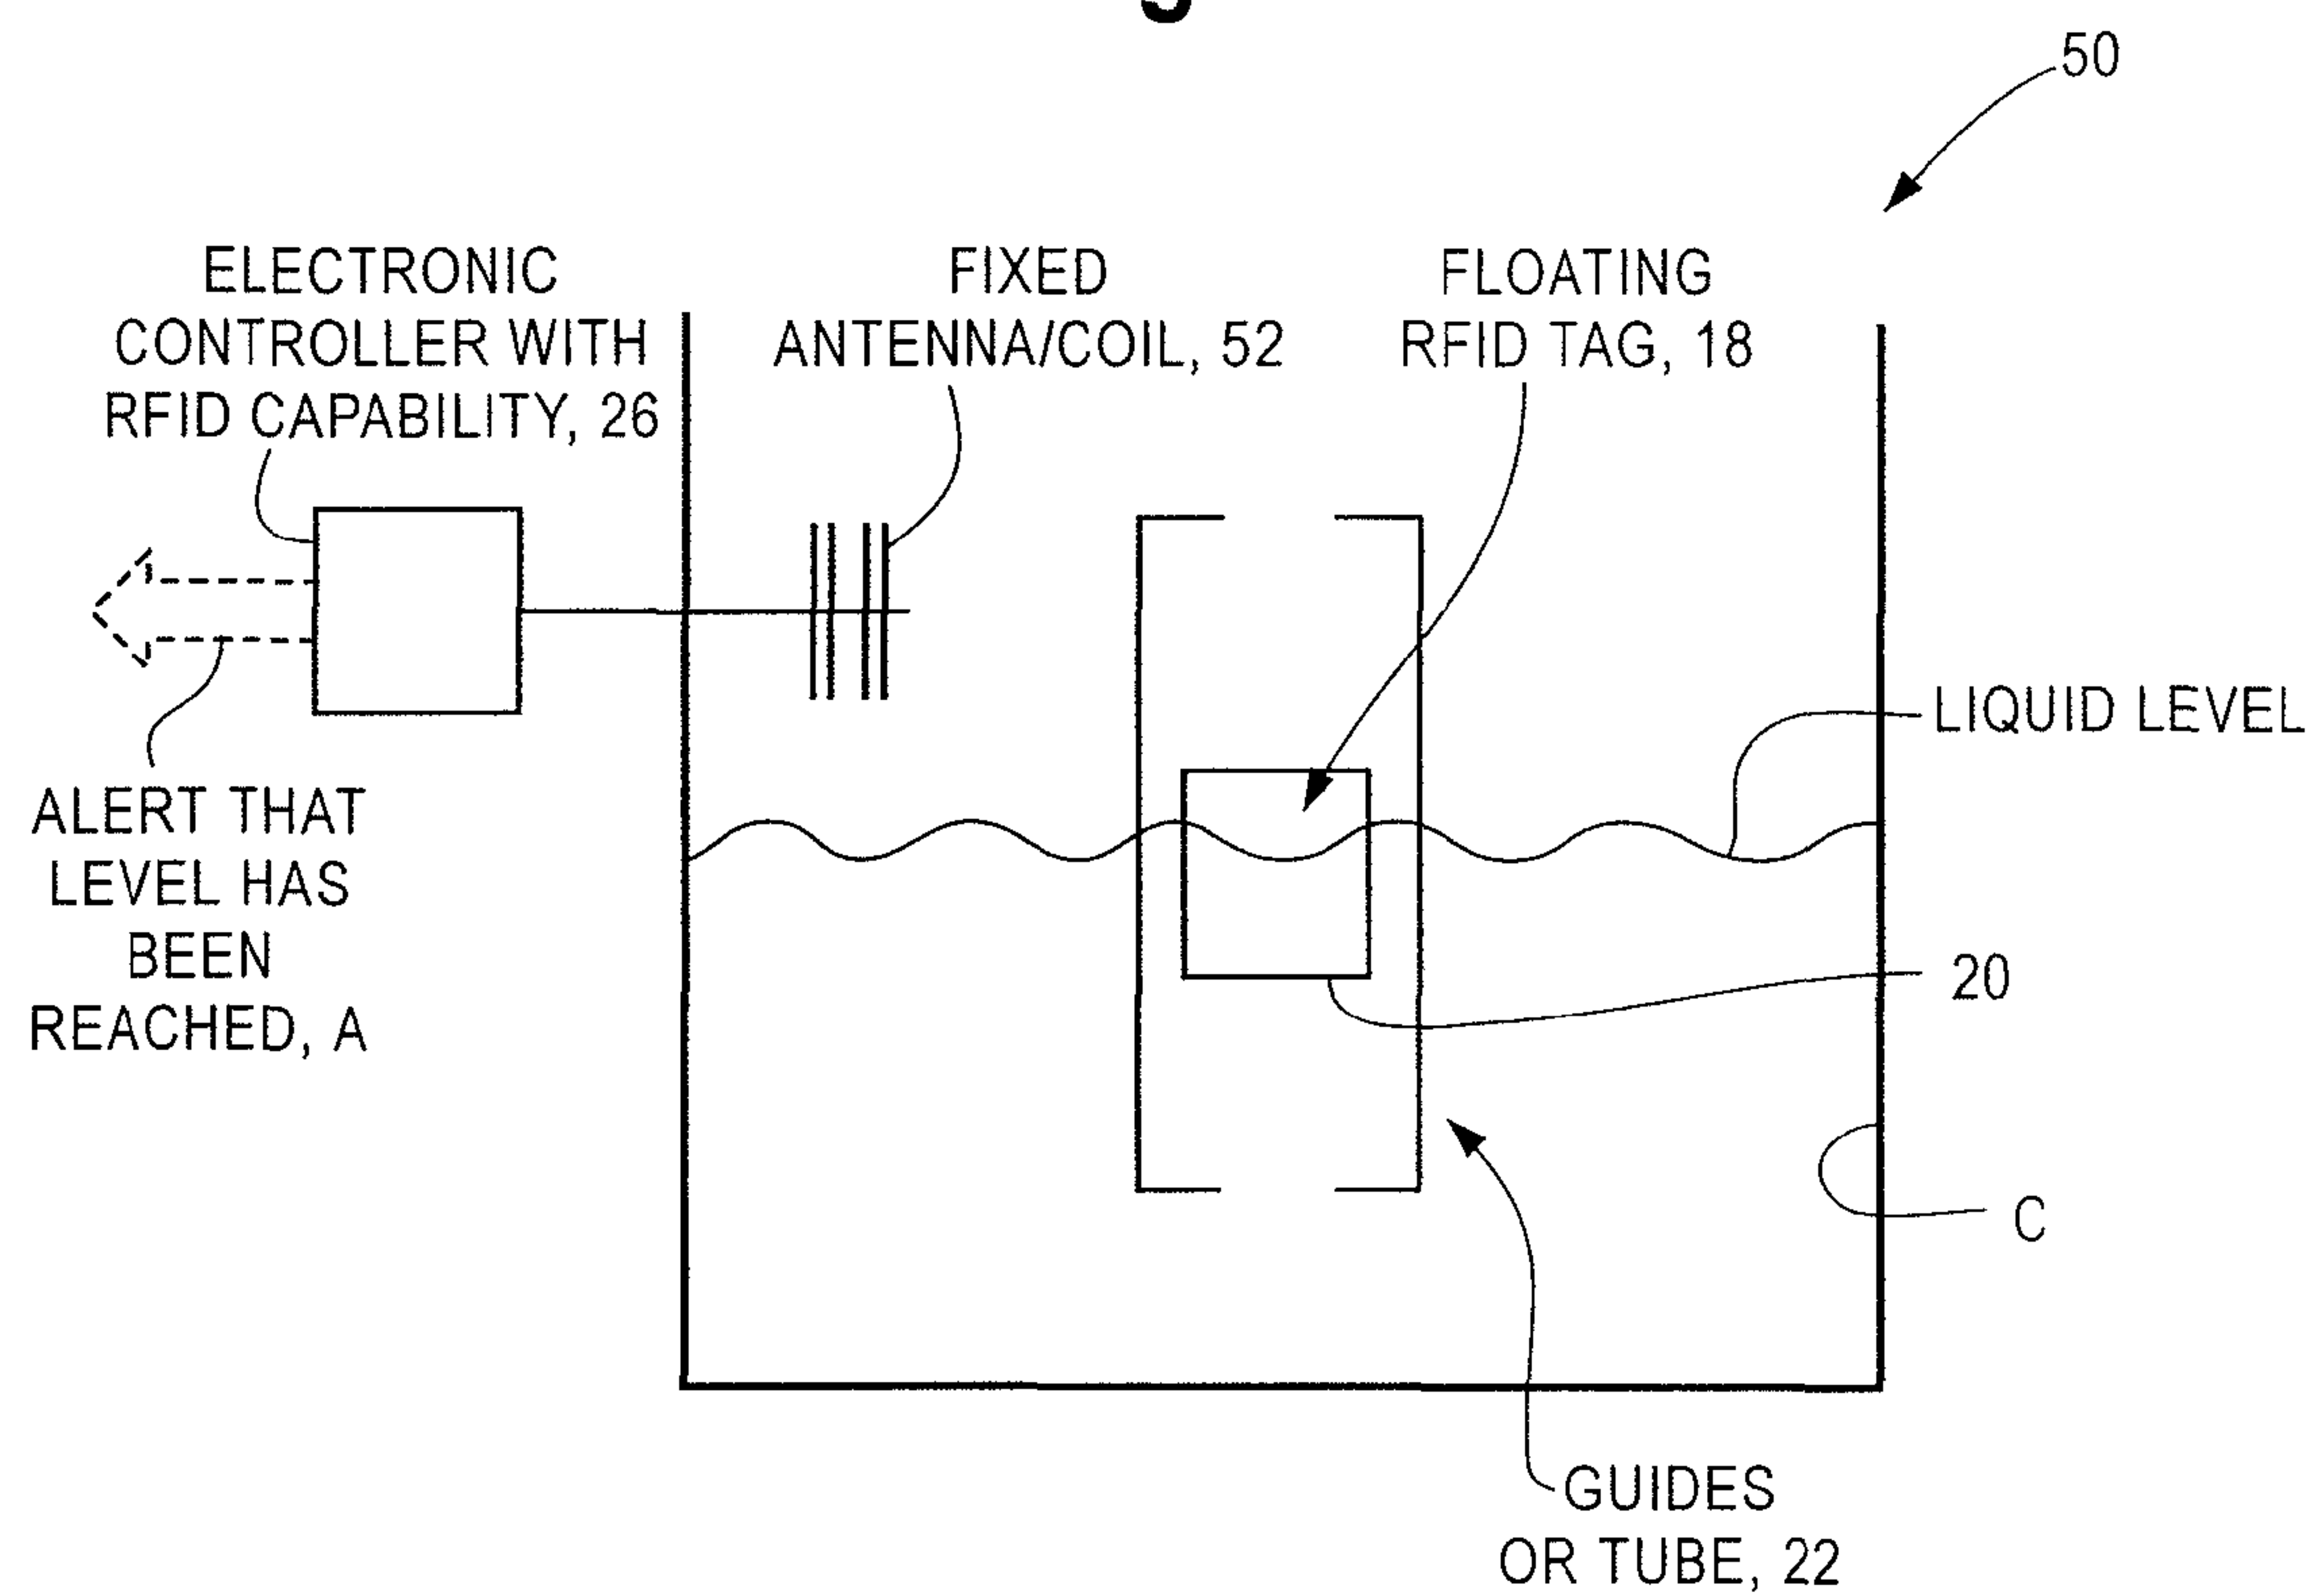 50
ELECTRONIC
CONTROLLER WITH
RFID CAPABILITY, 26
FIXED
ANTENNA/COIL, 52
FLOATING
RFID TAG, 18
LIQUID LEVEL
ALERT THAT
LEVEL HAS
BEEN
REACHED, A
20
C
GUIDES
OR TUBE, 22